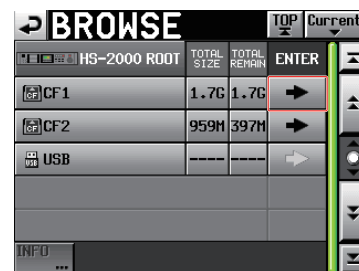 BROWSE TOP Current
HS-2000 ROOT TOTAL SIZE TOTAL REMAIN ENTER
CF1 1.7G 1.7G
CF2 959M 397M
USB ---- ----
INFO ...